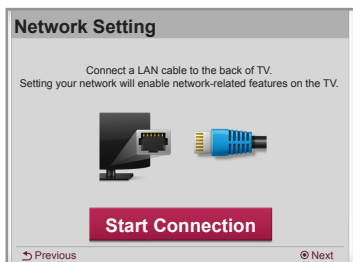 Network Setting
Connect a LAN cable to the back of TV.
Setting your network will enable network-related features on the TV.
Start Connection
Previous
Next